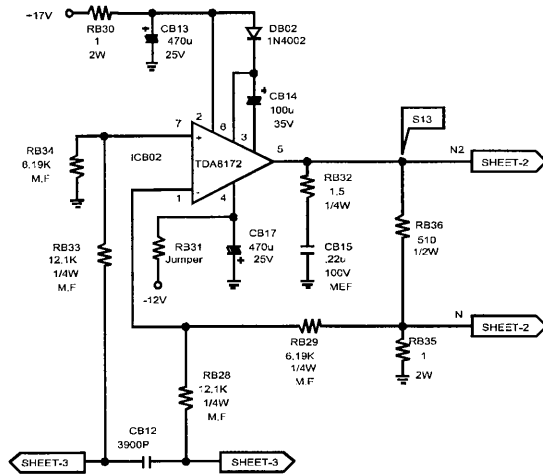 +17V
RB30
1
2W
CB13
470u
25V
DB02
1N4002
CB14
100u
35V
S13
2
6
3
7
+
ICB02
TDA8172
5
1
-
4
N2
SHEET-2
RB34
6.19K
M.F
RB32
1.5
1/4W
RB36
510
1/2W
RB33
12.1K
1/4W
M.F
RB31
Jumper
-12V
CB17
470u
25V
CB15
.22u
100V
MEF
N
SHEET-2
RB29
6.19K
1/4W
M.F
RB35
1
2W
RB28
12.1K
1/4W
M.F
CB12
3900P
SHEET-3
SHEET-3